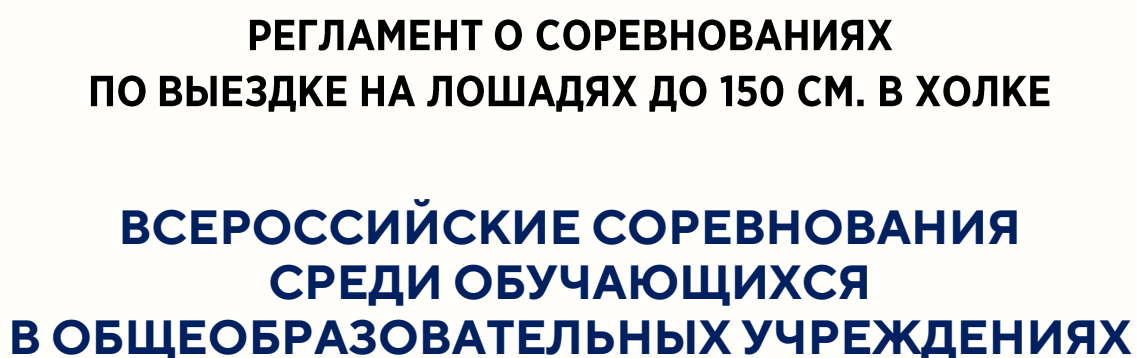 РЕГЛАМЕНТ О СОРЕВНОВАНИЯХ
ПО ВЫЕЗДКЕ НА ЛОШАДЯХ ДО 150 СМ. В ХОЛКЕ
ВСЕРОССИЙСКИЕ СОРЕВНОВАНИЯ
СРЕДИ ОБУЧАЮЩИХСЯ
В ОБЩЕОБРАЗОВАТЕЛЬНЫХ УЧРЕЖДЕНИЯХ